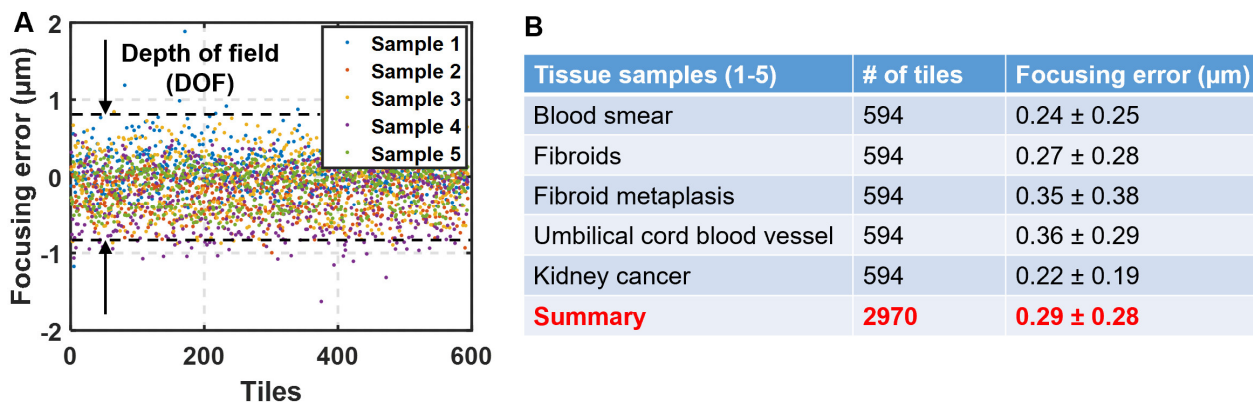 A
Focusing error (μm)
2
1
0
-1
-2
Depth of field
(DOF)
Sample 1
Sample 2
Sample 3
Sample 4
Sample 5
0
200
400
600
Tiles
B
Tissue samples (1-5) # of tiles Focusing error (μm)
Blood smear 594 0.24 ± 0.25
Fibroids 594 0.27 ± 0.28
Fibroid metaplasis 594 0.35 ± 0.38
Umbilical cord blood vessel 594 0.36 ± 0.29
Kidney cancer 594 0.22 ± 0.19
Summary 2970 0.29 ± 0.28